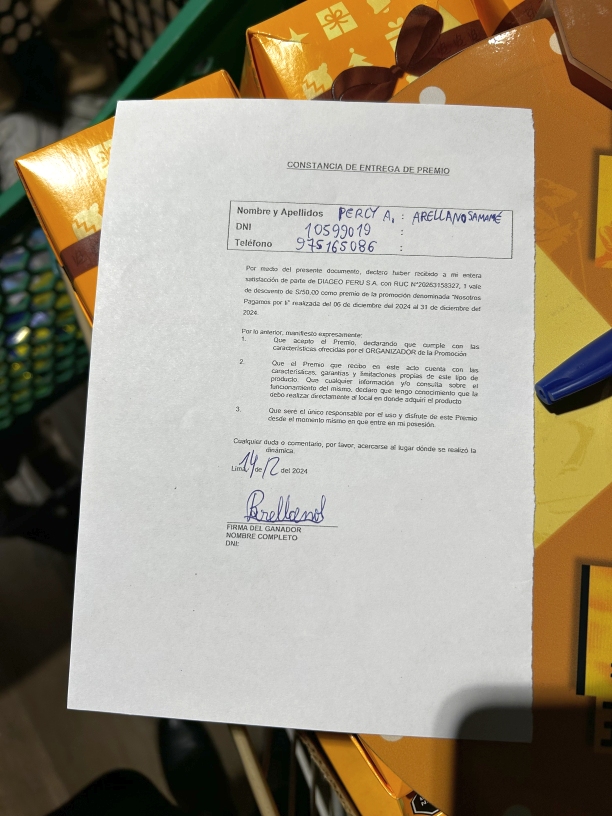 CONSTANCIA DE ENTREGA DE PREMIO
Nombre y Apellidos PERCY A. : ARELLANO SAMAMÉ
DNI 10599019 :
Teléfono 975165086 :
Por medio del presente documento, declaro haber recibido a mi entera
satisfacción de parte de DIAGEO PERÚ S.A. con RUC N°20263158327, 1 vale
de descuento de S/50.00 como premio de la promoción denominada "Nosotros
Pagamos por ti" realizada del 06 de diciembre del 2024 al 31 de diciembre del
2024.
Por lo anterior, manifiesto expresamente:
1. Que acepto el Premio, declarando que cumple con las
características ofrecidas por el ORGANIZADOR de la Promoción
2. Que el Premio que recibo en este acto cuenta con las
características, garantías y limitaciones propias de este tipo de
producto. Que cualquier información y/o consulta sobre el
funcionamiento del mismo, declaro que tengo conocimiento que la
debo realizar directamente al local en donde adquirí el producto
3. Que seré el único responsable por el uso y disfrute de este Premio
desde el momento mismo en que entre en mi posesión.
Cualquier duda o comentario, por favor, acercarse al lugar donde se realizó la
dinámica.
Lima, 14 de 12 del 2024
Arellanos
FIRMA DEL GANADOR
NOMBRE COMPLETO
DNI: